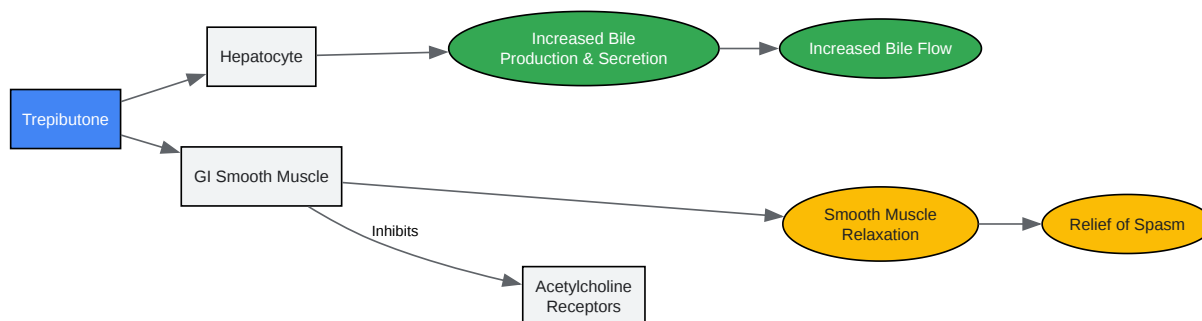 Trepibutone
Hepatocyte
Increased Bile
Production & Secretion
Increased Bile Flow
GI Smooth Muscle
Inhibits
Acetylcholine
Receptors
Smooth Muscle
Relaxation
Relief of Spasm